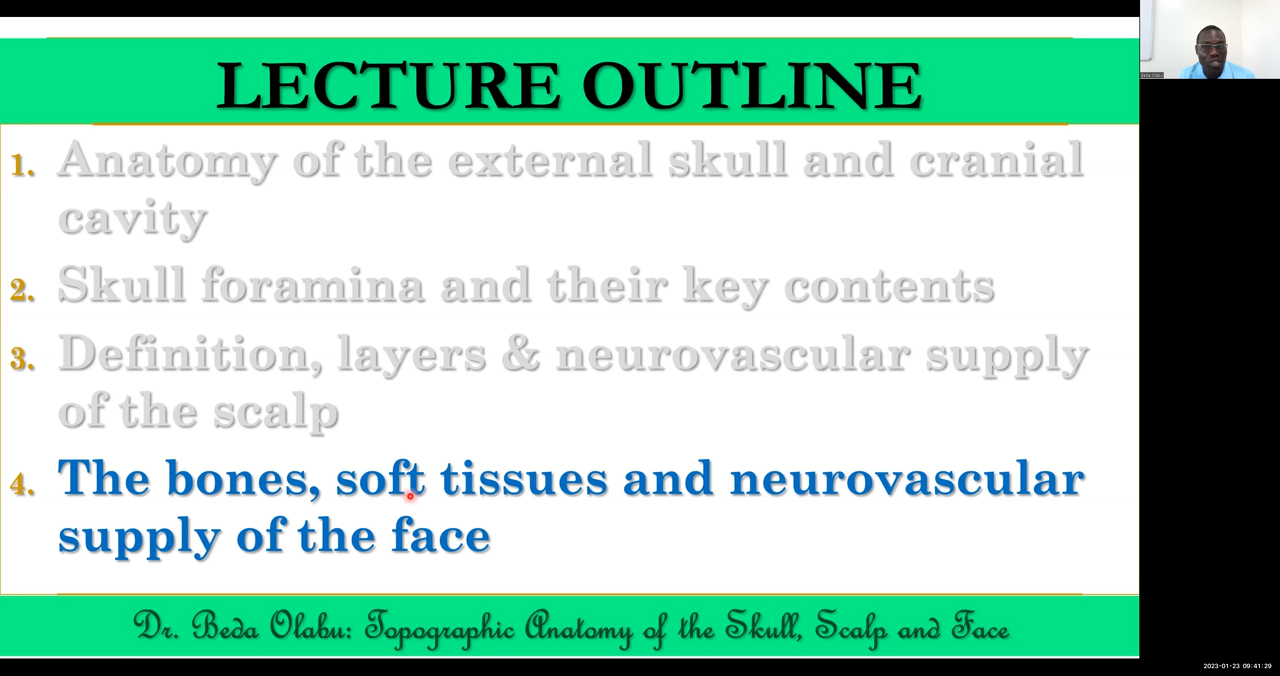 LECTURE OUTLINE
1. Anatomy of the external skull and cranial
cavity
2. Skull foramina and their key contents
3. Definition, layers & neurovascular supply
of the scalp
4. The bones, soft tissues and neurovascular
supply of the face
Dr. Beda Olabu: Topographic Anatomy of the Skull, Scalp and Face
Beda Olabu
2023-01-23 09:41:29